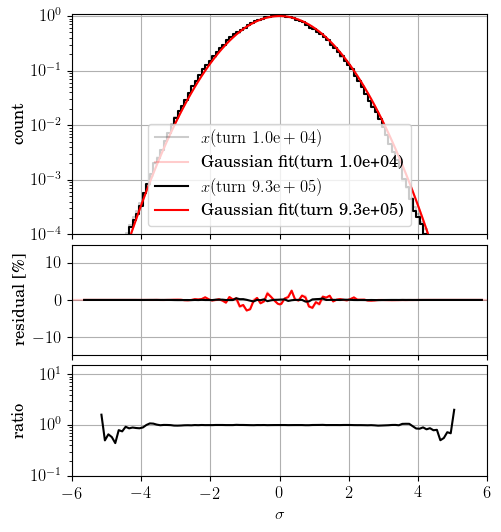 10⁰
10⁻¹
10⁻²
10⁻³
10⁻⁴
count
x(turn 1.0e + 04)
Gaussian fit(turn 1.0e+04)
x(turn 9.3e + 05)
Gaussian fit(turn 9.3e+05)
10
0
−10
residual [%]
10¹
10⁰
10⁻¹
ratio
−6 −4 −2 0 2 4 6
σ